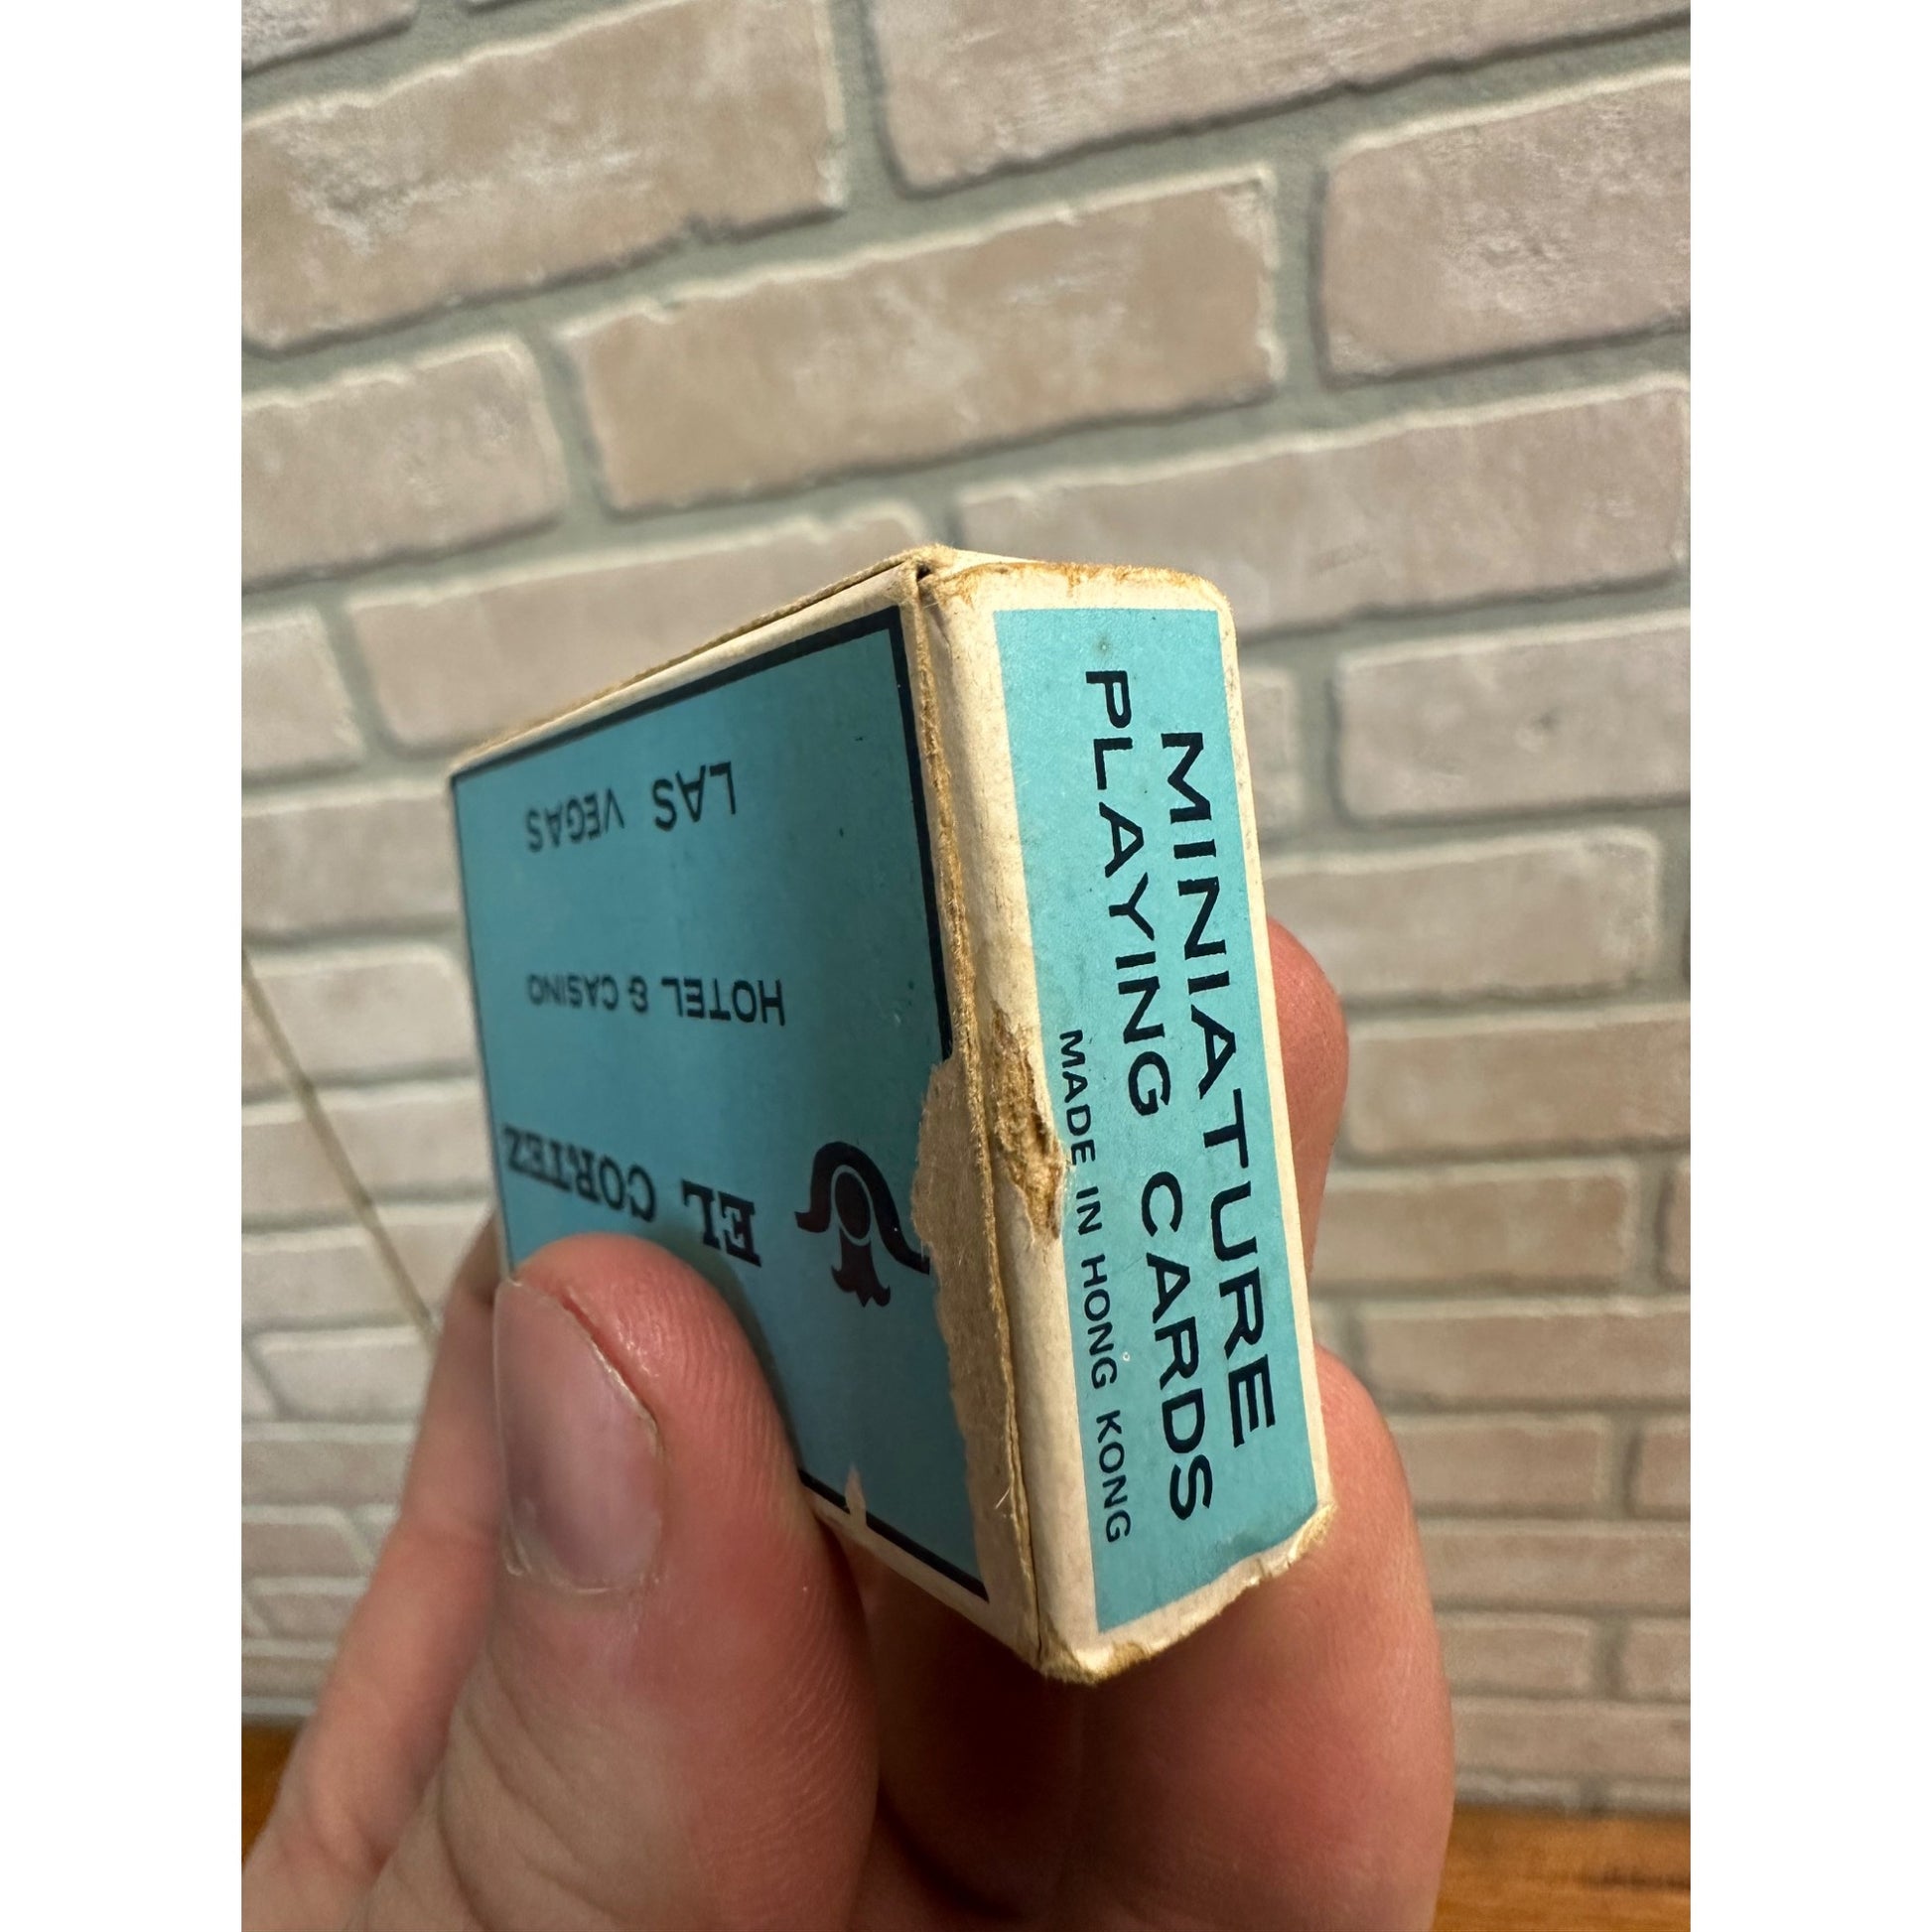 EL CORTEZ
HOTEL & CASINO
LAS VEGAS
MINIATURE
PLAYING CARDS
MADE IN HONG KONG